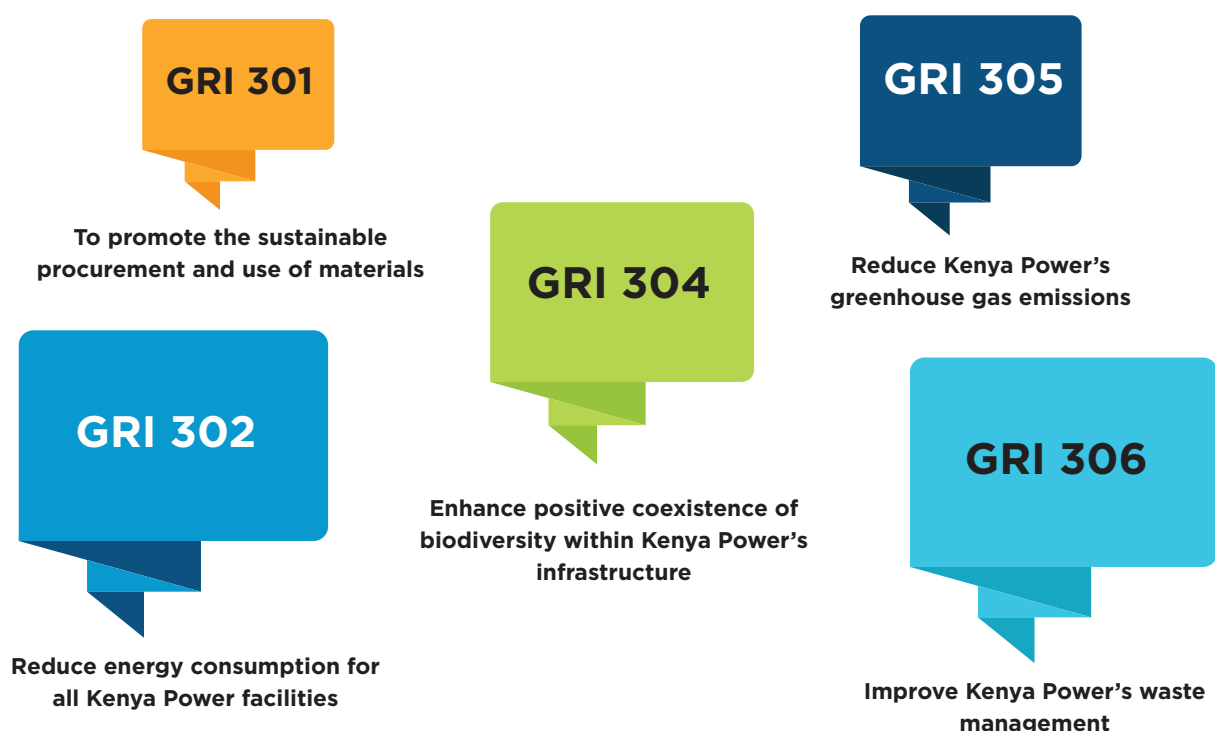 GRI 301
To promote the sustainable
procurement and use of materials
GRI 302
Reduce energy consumption for
all Kenya Power facilities
GRI 304
Enhance positive coexistence of
biodiversity within Kenya Power’s
infrastructure
GRI 305
Reduce Kenya Power’s
greenhouse gas emissions
GRI 306
Improve Kenya Power’s waste
management